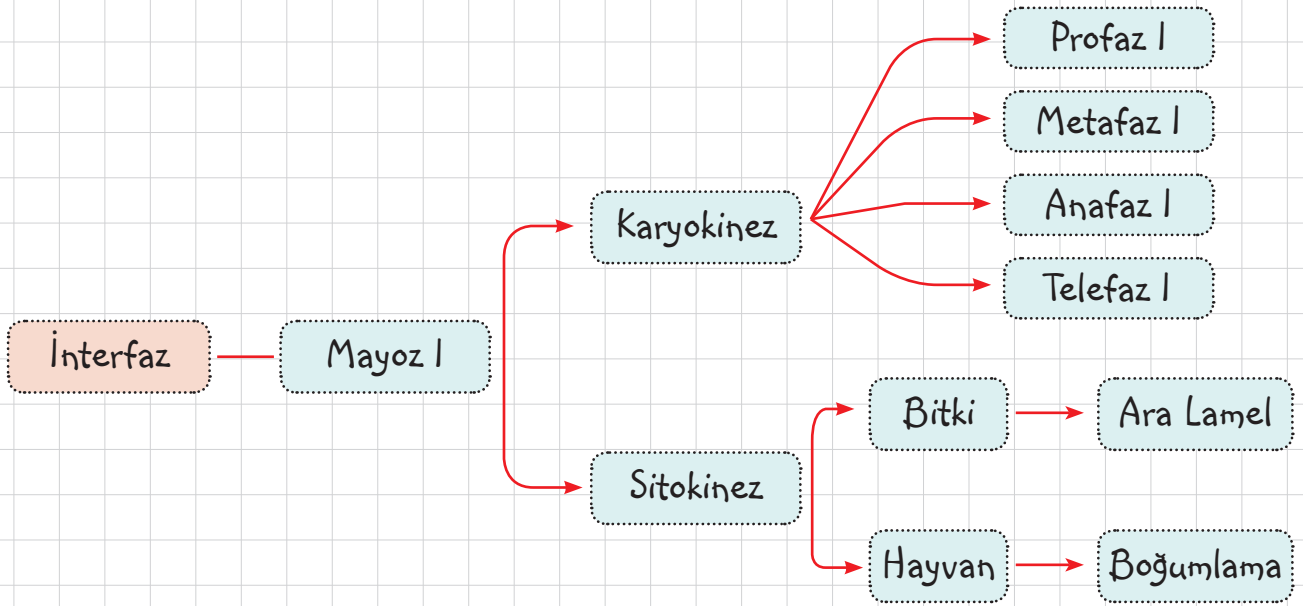 Profaz I
Metafaz I
Anafaz I
Telefaz I
Karyokinez
İnterfaz
Mayoz I
Sitokinez
Bitki
Ara Lamel
Hayvan
Boğumlama